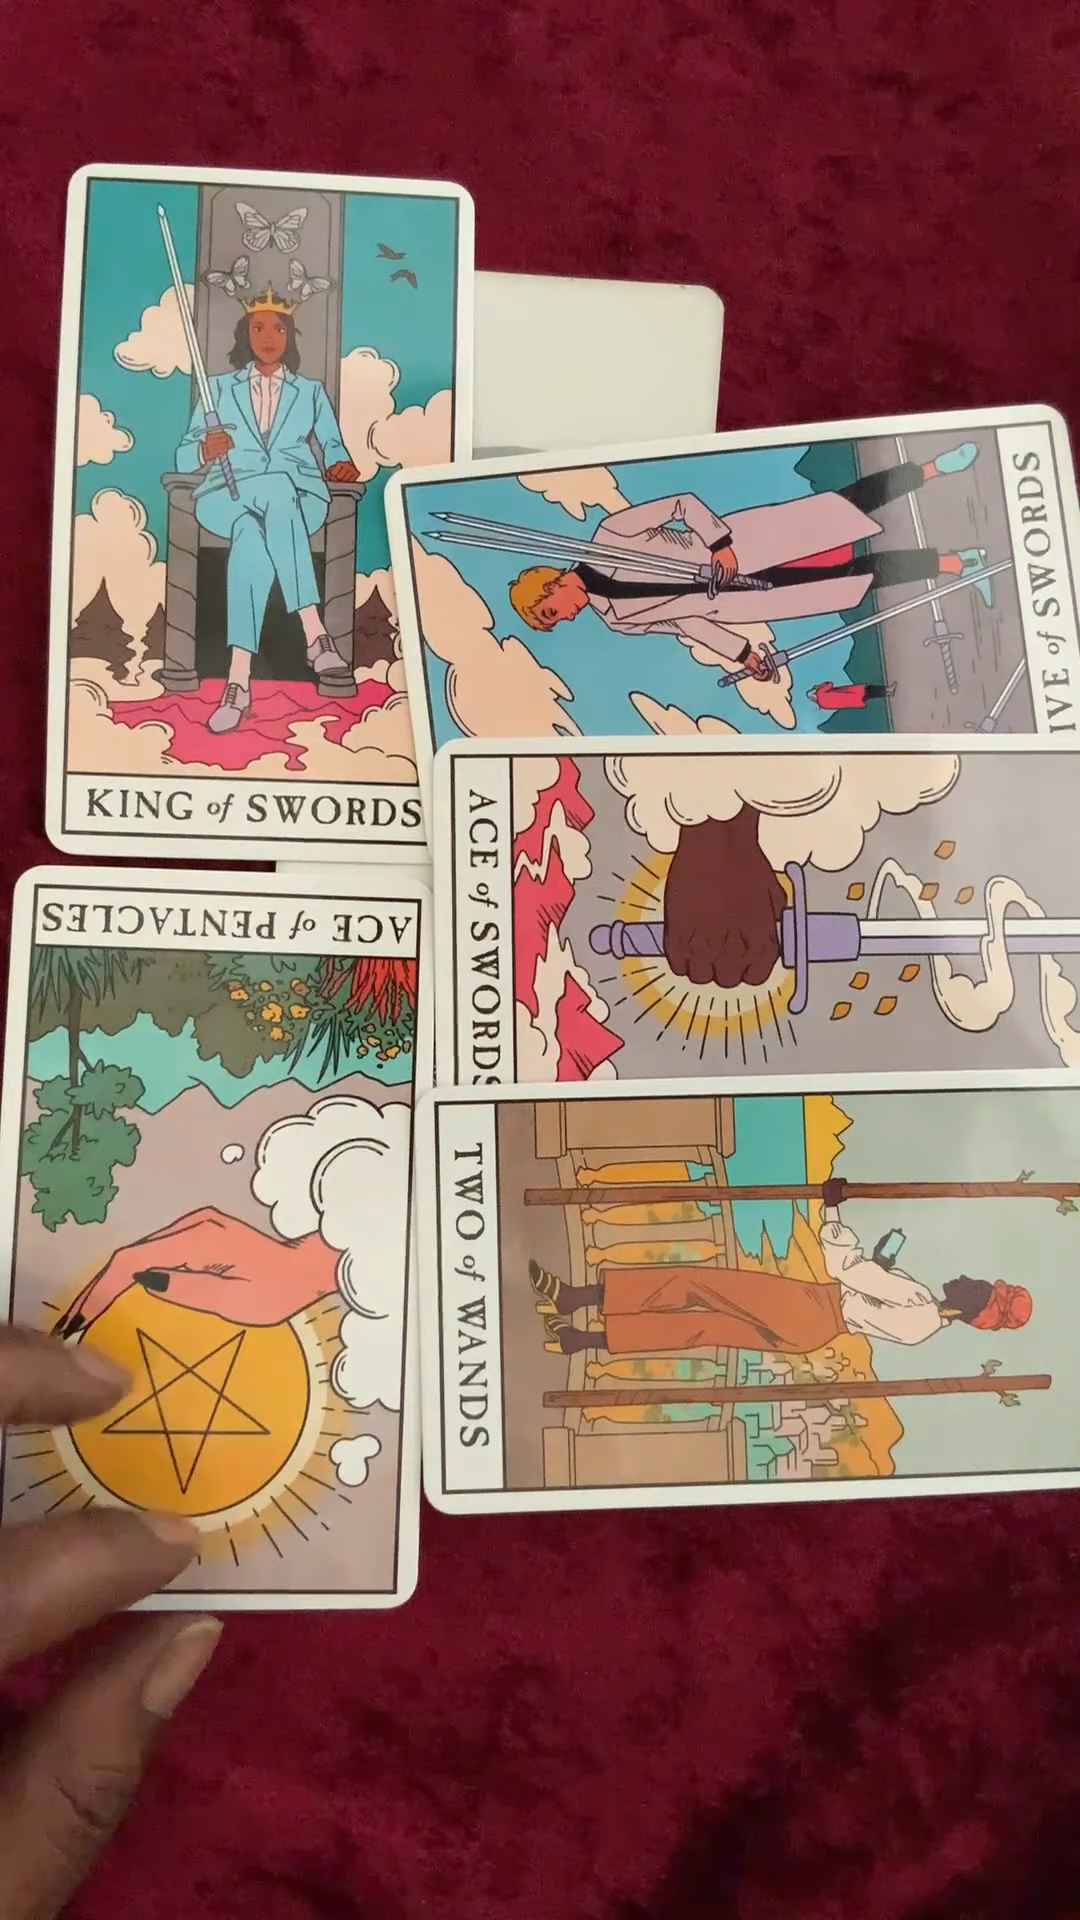 KING of SWORDS
IVE of SWORDS
ACE of SWORDS
ACE of PENTACLES
TWO of WANDS